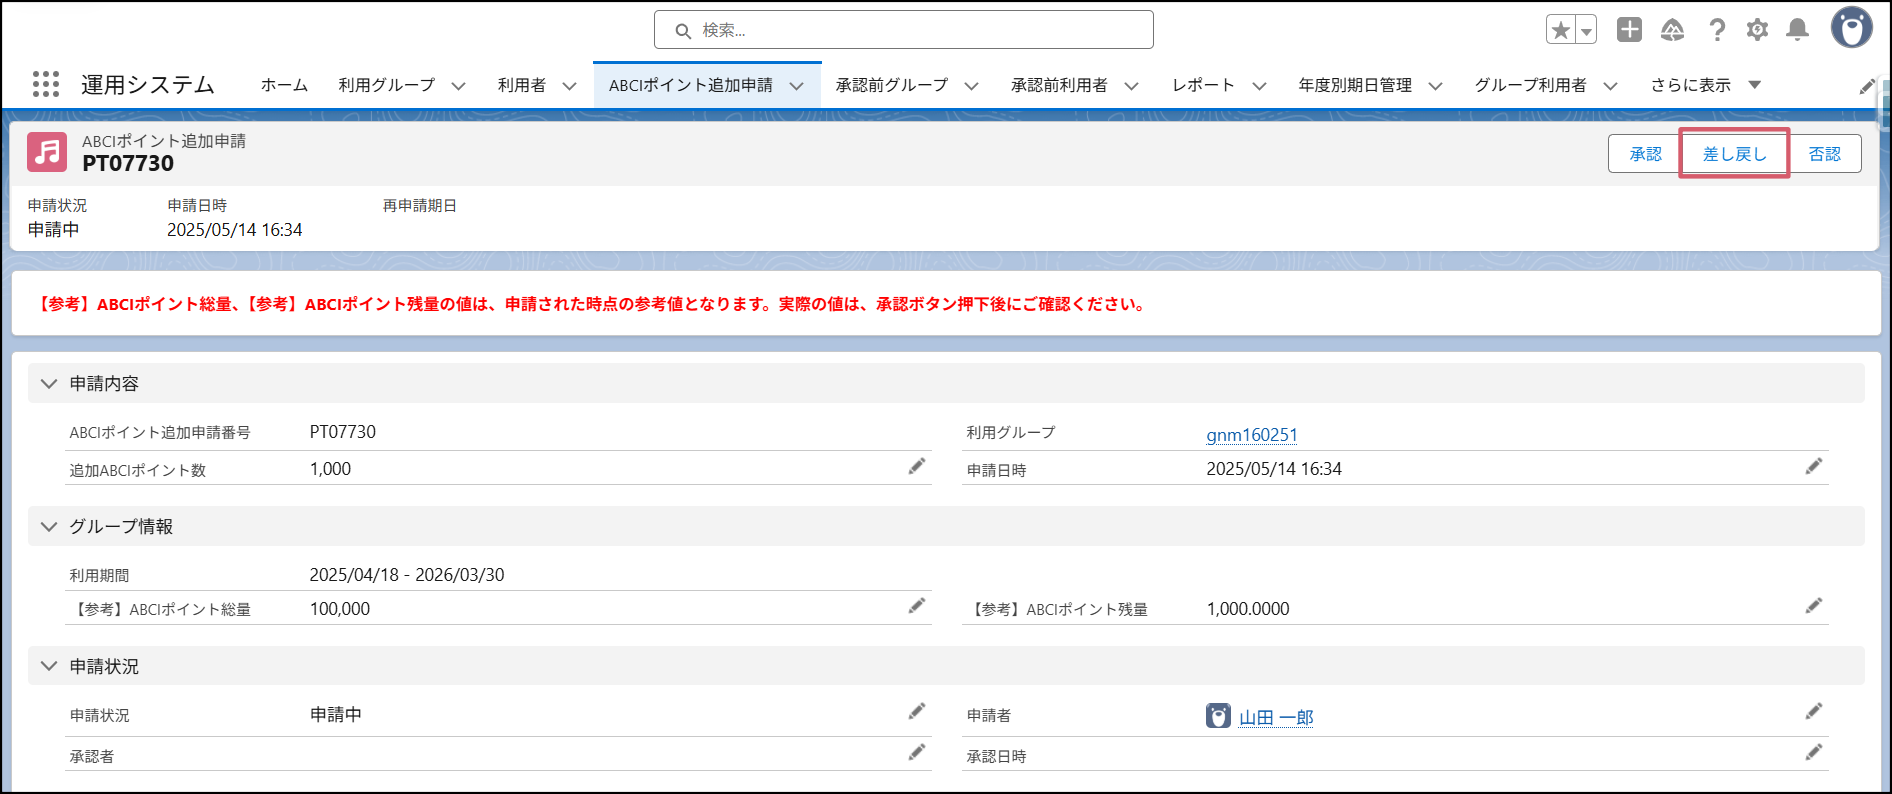 検索...
運用システム
ホーム
利用グループ
利用者
ABCIポイント追加申請
承認前グループ
承認前利用者
レポート
年度別期日管理
グループ利用者
さらに表示
ABCIポイント追加申請
PT07730
承認
差し戻し
否認
申請状況
申請中
申請日時
2025/05/14 16:34
再申請期日
【参考】ABCIポイント総量、【参考】ABCIポイント残量の値は、申請された時点の参考値となります。実際の値は、承認ボタン押下後にご確認ください。
申請内容
ABCIポイント追加申請番号
PT07730
利用グループ
gnm160251
追加ABCIポイント数
1,000
申請日時
2025/05/14 16:34
グループ情報
利用期間
2025/04/18 - 2026/03/30
【参考】ABCIポイント総量
100,000
【参考】ABCIポイント残量
1,000.0000
申請状況
申請状況
申請中
申請者
山田 一郎
承認者
承認日時